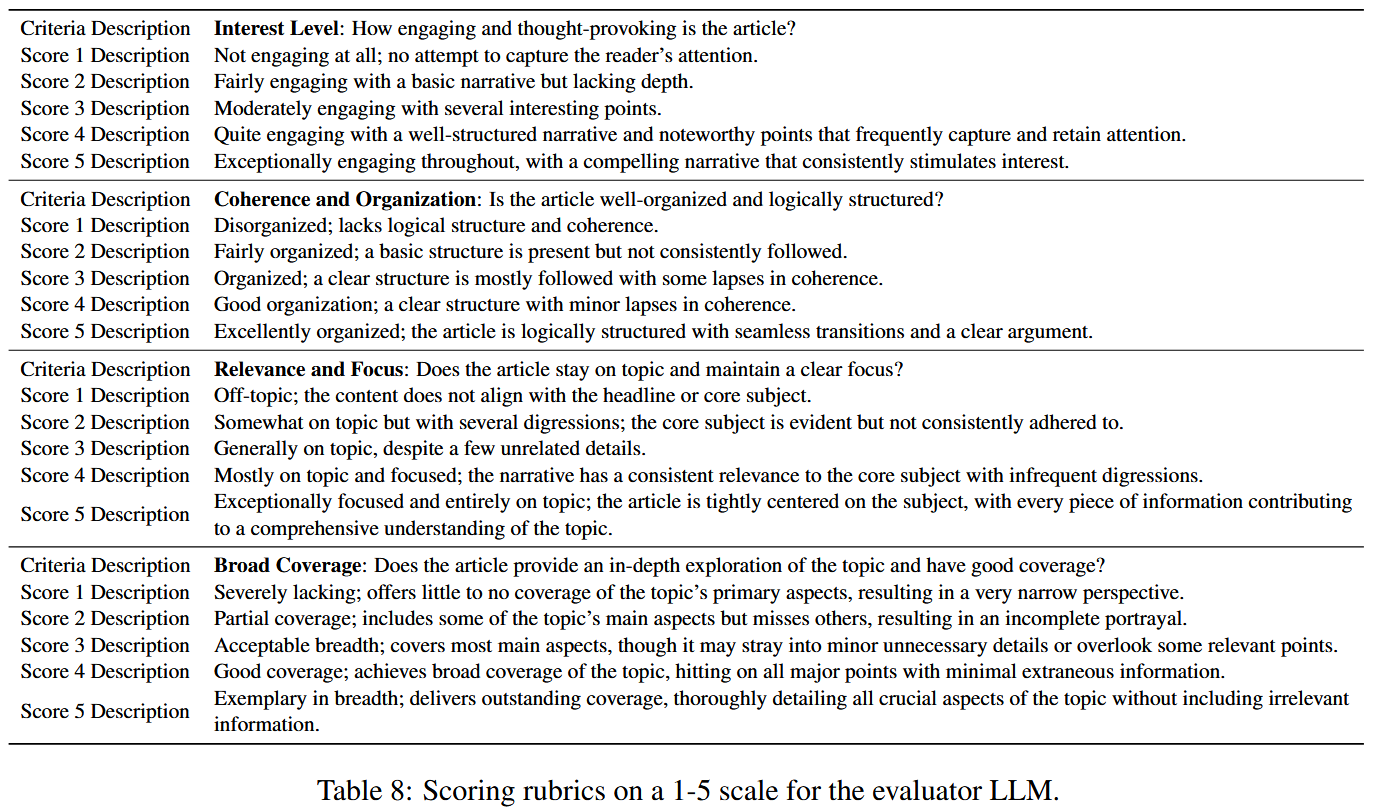 Criteria Description Interest Level: How engaging and thought-provoking is the article?
Score 1 Description Not engaging at all; no attempt to capture the reader's attention.
Score 2 Description Fairly engaging with a basic narrative but lacking depth.
Score 3 Description Moderately engaging with several interesting points.
Score 4 Description Quite engaging with a well-structured narrative and noteworthy points that frequently capture and retain attention.
Score 5 Description Exceptionally engaging throughout, with a compelling narrative that consistently stimulates interest.
Criteria Description Coherence and Organization: Is the article well-organized and logically structured?
Score 1 Description Disorganized; lacks logical structure and coherence.
Score 2 Description Fairly organized; a basic structure is present but not consistently followed.
Score 3 Description Organized; a clear structure is mostly followed with some lapses in coherence.
Score 4 Description Good organization; a clear structure with minor lapses in coherence.
Score 5 Description Excellently organized; the article is logically structured with seamless transitions and a clear argument.
Criteria Description Relevance and Focus: Does the article stay on topic and maintain a clear focus?
Score 1 Description Off-topic; the content does not align with the headline or core subject.
Score 2 Description Somewhat on topic but with several digressions; the core subject is evident but not consistently adhered to.
Score 3 Description Generally on topic, despite a few unrelated details.
Score 4 Description Mostly on topic and focused; the narrative has a consistent relevance to the core subject with infrequent digressions.
Score 5 Description Exceptionally focused and entirely on topic; the article is tightly centered on the subject, with every piece of information contributing
to a comprehensive understanding of the topic.
Criteria Description Broad Coverage: Does the article provide an in-depth exploration of the topic and have good coverage?
Score 1 Description Severely lacking; offers little to no coverage of the topic's primary aspects, resulting in a very narrow perspective.
Score 2 Description Partial coverage; includes some of the topic's main aspects but misses others, resulting in an incomplete portrayal.
Score 3 Description Acceptable breadth; covers most main aspects, though it may stray into minor unnecessary details or overlook some relevant points.
Score 4 Description Good coverage; achieves broad coverage of the topic, hitting on all major points with minimal extraneous information.
Score 5 Description Exemplary in breadth; delivers outstanding coverage, thoroughly detailing all crucial aspects of the topic without including irrelevant
information.
Table 8: Scoring rubrics on a 1-5 scale for the evaluator LLM.